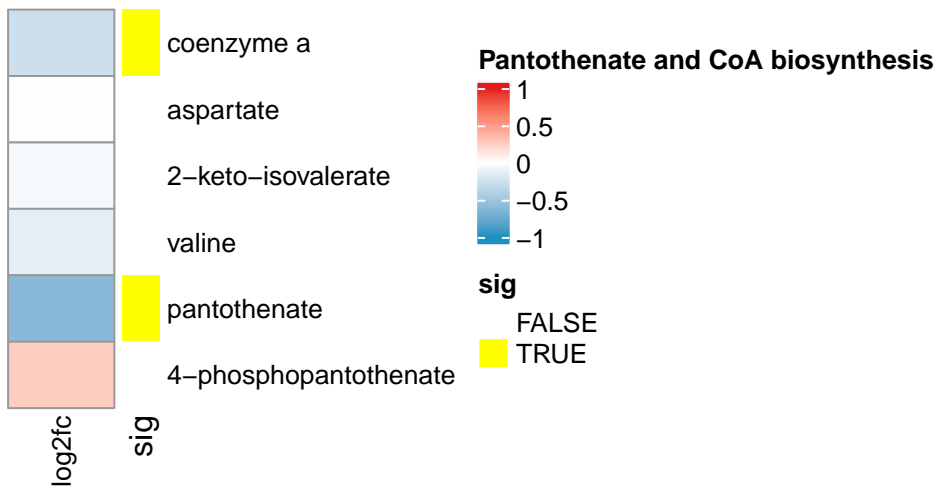 coenzyme a
aspartate
2−keto−isovalerate
valine
pantothenate
4−phosphopantothenate
log2fc
sig
Pantothenate and CoA biosynthesis
1
0.5
0
−0.5
−1
sig
FALSE
TRUE